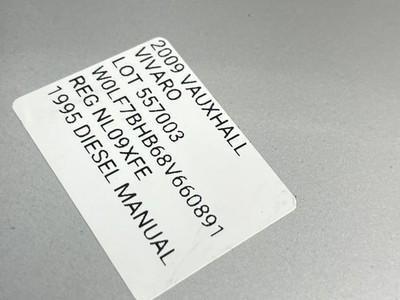 2009 VAUXHALL
VIVARO
LOT 557003
W0LF7BHB68V660891
REG NL09XFE
1995 DIESEL MANUAL